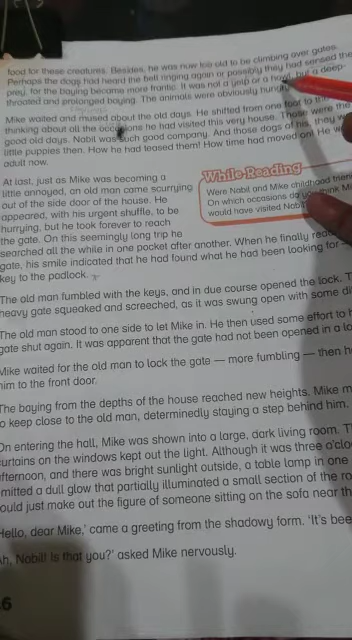 food for these creatures. Besides, he was now too old to be climbing over gates.
Perhaps the dogs had heard the bell ringing again or possibly they had sensed the
prey, for the baying became more frantic. It was not a yelp or a howl, but a deep-
throated and prolonged baying. The animals were obviously hungry
Mike waited and mused about the old days. He shifted from one foot to the
thinking about all the occasions he had visited this very house. Those were the
good old days. Nobil was such good company. And those dogs of his, they w
little puppies then. How he had teased them! How time had moved on! He w
adult now.
At last, just as Mike was becoming a
little annoyed, an old man came scurrying
out of the side door of the house. He
appeared, with his urgent shuffle, to be
hurrying, but he took forever to reach
the gate. On this seemingly long trip he
searched all the while in one pocket after another. When he finally rea
gate, his smile indicated that he had found what he had been looking for
key to the padlock.
While Reading
Were Nobil and Mike childhood
On which occasions do you Mi
would have visited Nobi
The old man fumbled with the keys, and in due course opened the lock. T
heavy gate squeaked and screeched, as it was swung open with some di
The old man stood to one side to let Mike in. He then used some effort to
gate shut again. It was apparent that the gate had not been opened in a lo
Mike waited for the old man to lock the gate — more fumbling — then h
him to the front door.
The baying from the depths of the house reached new heights. Mike m
o keep close to the old man, determinedly staying a step behind him.
On entering the hall, Mike was shown into a large, dark living room. T
urtains on the windows kept out the light. Although it was three o'clo
fternoon, and there was bright sunlight outside, a table lamp in one
mitted a dull glow that partially illuminated a small section of the ro
ould just make out the figure of someone sitting on the sofa near th
Hello, dear Mike,' came a greeting from the shadowy form. 'It's bee
h, Nobil! Is that you?' asked Mike nervously.
6